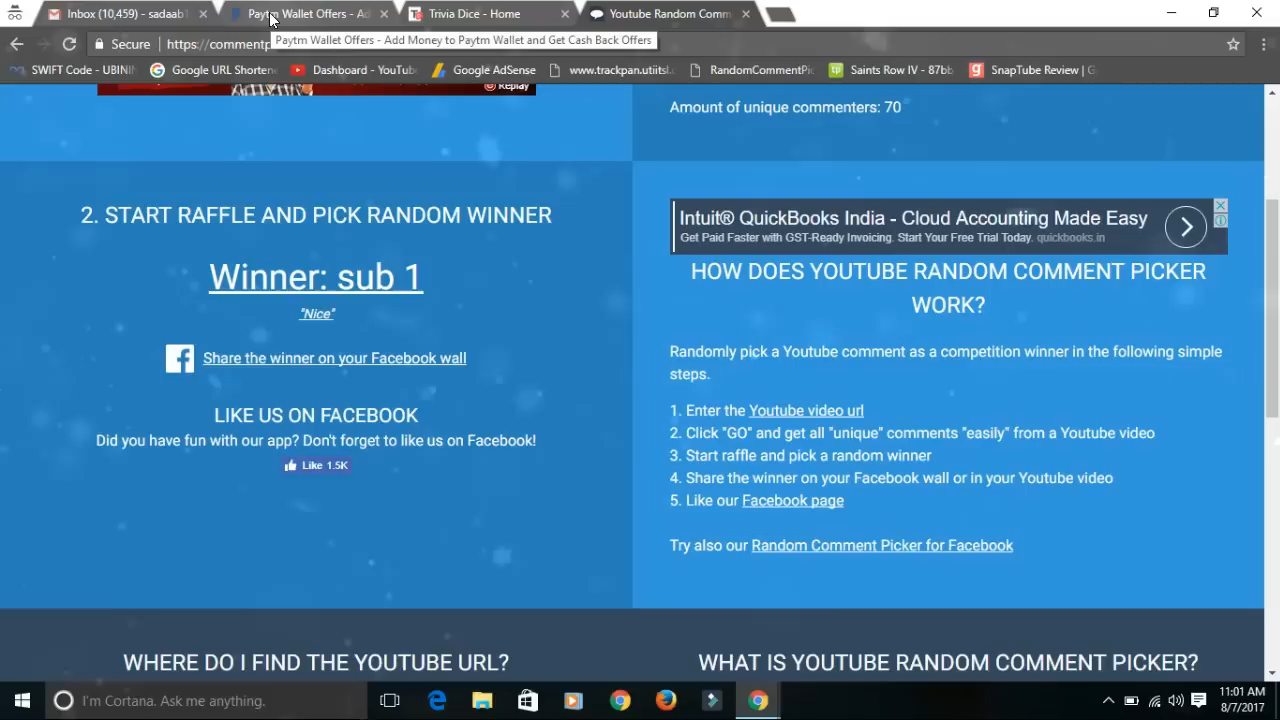 Inbox (10,459) - sadaab1
Paytm Wallet Offers - Ad
Trivia Dice - Home
Youtube Random Comm
Secure
https://commentp
Paytm Wallet Offers - Add Money to Paytm Wallet and Get Cash Back Offers
SWIFT Code - UBININ
Google URL Shortene
Dashboard - YouTube
Google AdSense
www.trackpan.utiitsl.c
RandomCommentPic
Saints Row IV - 87bb
SnapTube Review | G
Replay
Amount of unique commenters: 70
2. START RAFFLE AND PICK RANDOM WINNER
Winner: sub 1
"Nice"
Share the winner on your Facebook wall
LIKE US ON FACEBOOK
Did you have fun with our app? Don't forget to like us on Facebook!
Like 1.5K
Intuit® QuickBooks India - Cloud Accounting Made Easy
Get Paid Faster with GST-Ready Invoicing. Start Your Free Trial Today. quickbooks.in
HOW DOES YOUTUBE RANDOM COMMENT PICKER
WORK?
Randomly pick a Youtube comment as a competition winner in the following simple
steps.
1. Enter the Youtube video url
2. Click "GO" and get all "unique" comments "easily" from a Youtube video
3. Start raffle and pick a random winner
4. Share the winner on your Facebook wall or in your Youtube video
5. Like our Facebook page
Try also our Random Comment Picker for Facebook
WHERE DO I FIND THE YOUTUBE URL?
WHAT IS YOUTUBE RANDOM COMMENT PICKER?
I'm Cortana. Ask me anything.
11:01 AM
8/7/2017